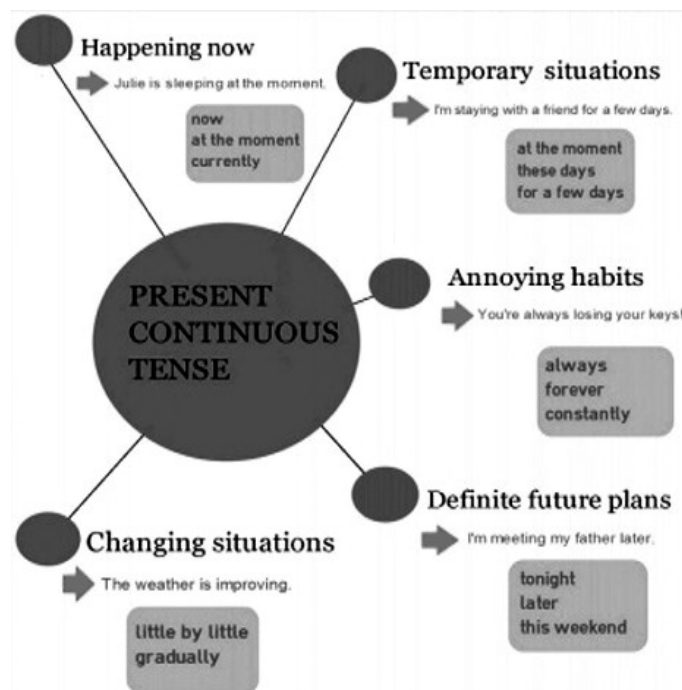 Happening now
Julie is sleeping at the moment.
now
at the moment
currently
Temporary situations
I'm staying with a friend for a few days.
at the moment
these days
for a few days
PRESENT
CONTINUOUS
TENSE
Annoying habits
You're always losing your keys!
always
forever
constantly
Definite future plans
I'm meeting my father later.
tonight
later
this weekend
Changing situations
The weather is improving.
little by little
gradually